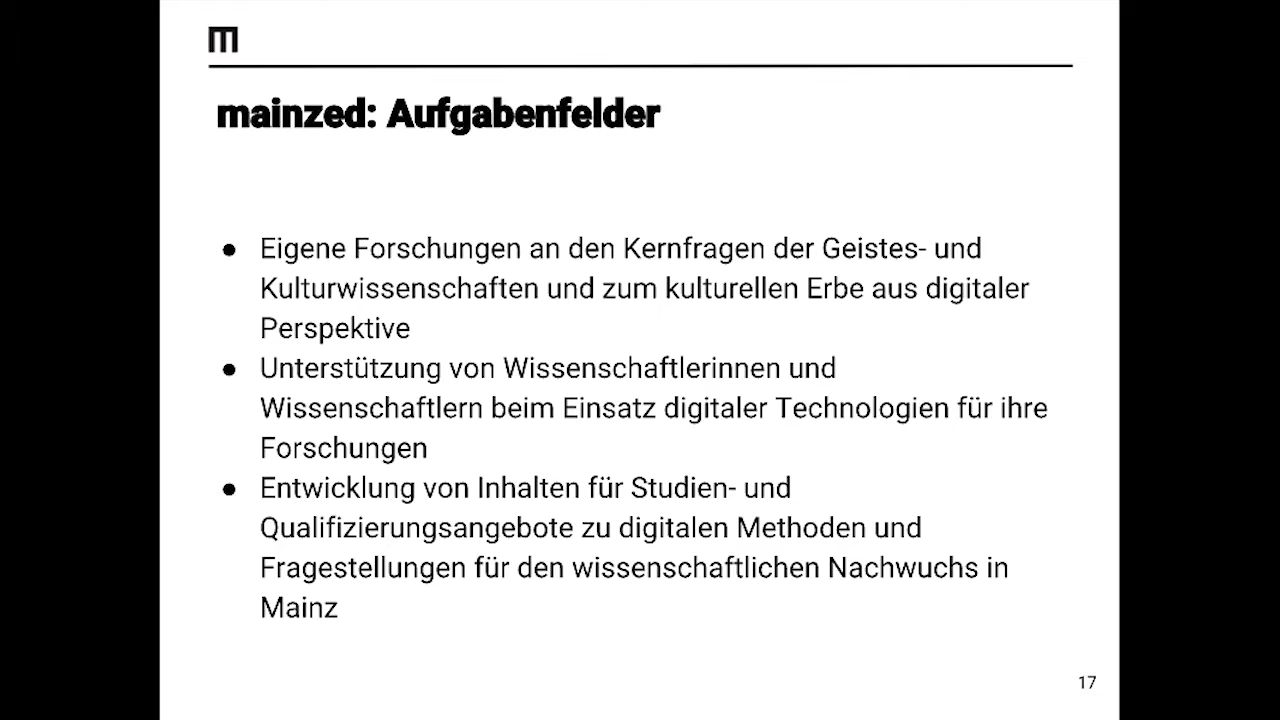 m
mainzed: Aufgabenfelder
● Eigene Forschungen an den Kernfragen der Geistes- und
Kulturwissenschaften und zum kulturellen Erbe aus digitaler
Perspektive
● Unterstützung von Wissenschaftlerinnen und
Wissenschaftlern beim Einsatz digitaler Technologien für ihre
Forschungen
● Entwicklung von Inhalten für Studien- und
Qualifizierungsangebote zu digitalen Methoden und
Fragestellungen für den wissenschaftlichen Nachwuchs in
Mainz
17